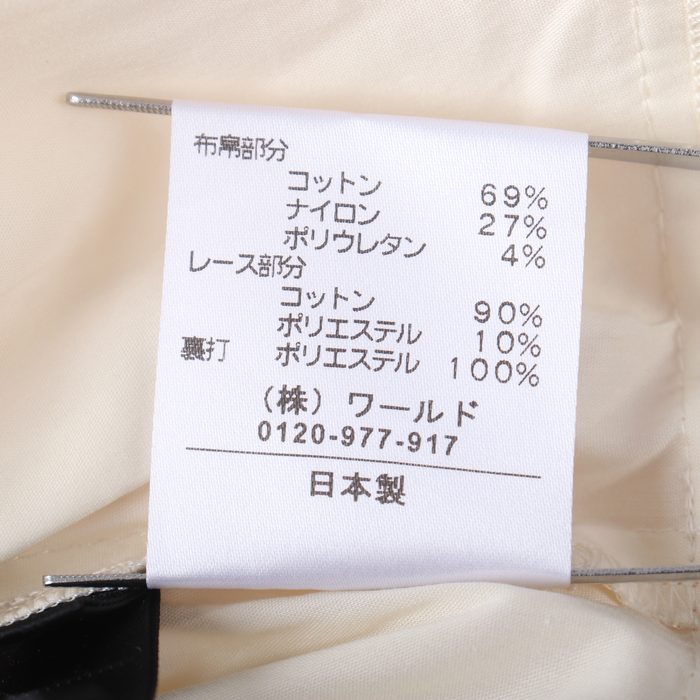 布帛部分
コットン 69%
ナイロン 27%
ポリウレタン 4%
レース部分
コットン 90%
ポリエステル 10%
裏打 ポリエステル 100%
(株)ワールド
0120-977-917
日本製